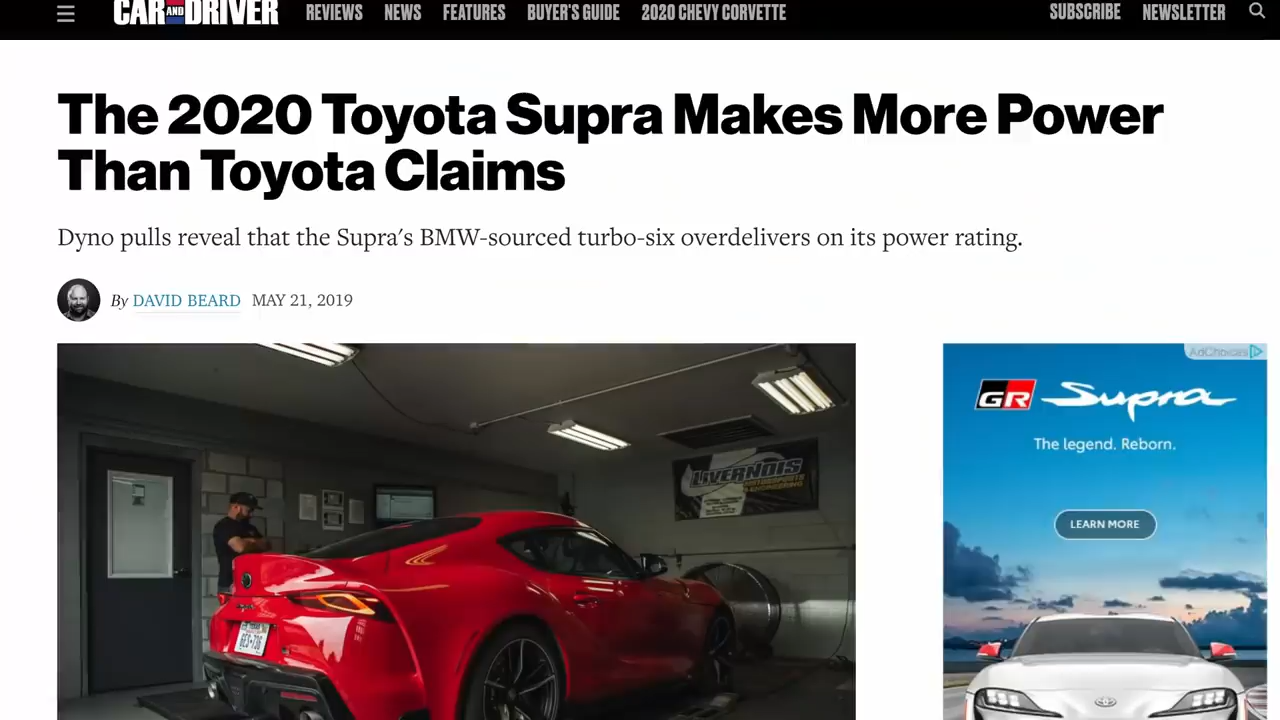 CAR AND DRIVER
REVIEWS NEWS FEATURES BUYER'S GUIDE 2020 CHEVY CORVETTE
SUBSCRIBE NEWSLETTER
The 2020 Toyota Supra Makes More Power
Than Toyota Claims
Dyno pulls reveal that the Supra's BMW-sourced turbo-six overdelivers on its power rating.
By DAVID BEARD MAY 21, 2019
LIVERNOIS
MOTORSPORTS
AdChoices
GR Supra
The legend. Reborn.
LEARN MORE